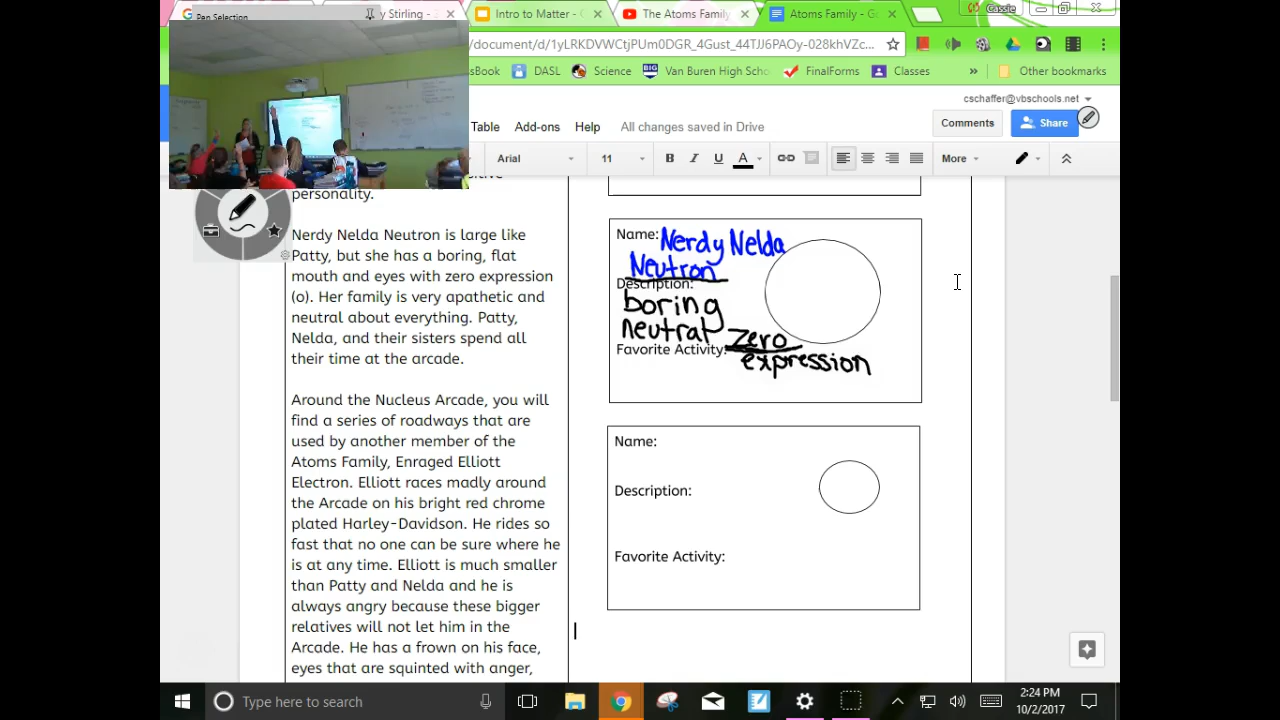 Pen Selection
y Stirling - 2
Intro to Matter - G
The Atoms Family
Atoms Family - Go
Cassie
/document/d/1yLRKDVWCtjPUm0DGR_4Gust_44TJJ6PAOy-028khVZc...
sBook
DASL
Science
BIG
Van Buren High Scho
FinalForms
Classes
»
Other bookmarks
cschaffer@vbschools.net
Table
Add-ons
Help
All changes saved in Drive
Comments
Share
Arial
11
B
I
U
A
More
personality.
Nerdy Nelda Neutron is large like
Patty, but she has a boring, flat
mouth and eyes with zero expression
(o). Her family is very apathetic and
neutral about everything. Patty,
Nelda, and their sisters spend all
their time at the arcade.
Around the Nucleus Arcade, you will
find a series of roadways that are
used by another member of the
Atoms Family, Enraged Elliott
Electron. Elliott races madly around
the Arcade on his bright red chrome
plated Harley-Davidson. He rides so
fast that no one can be sure where he
is at any time. Elliott is much smaller
than Patty and Nelda and he is
always angry because these bigger
relatives will not let him in the
Arcade. He has a frown on his face,
eyes that are squinted with anger,
Name: Nerdy Nelda
Neutron
Description:
boring
neutral
zero
Favorite Activity:
expression
Name:
Description:
Favorite Activity:
Type here to search
2:24 PM
10/2/2017